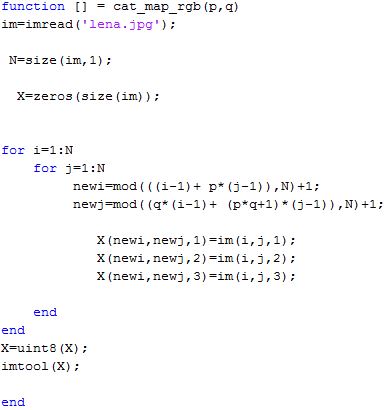 function [] = cat_map_rgb(p,q)
im=imread('lena.jpg');
N=size(im,1);
X=zeros(size(im));
for i=1:N
for j=1:N
newi=mod(((i-1)+ p*(j-1)),N)+1;
newj=mod((q*(i-1)+ (p*q+1)*(j-1)),N)+1;
X(newi,newj,1)=im(i,j,1);
X(newi,newj,2)=im(i,j,2);
X(newi,newj,3)=im(i,j,3);
end
end
X=uint8(X);
imtool(X);
end